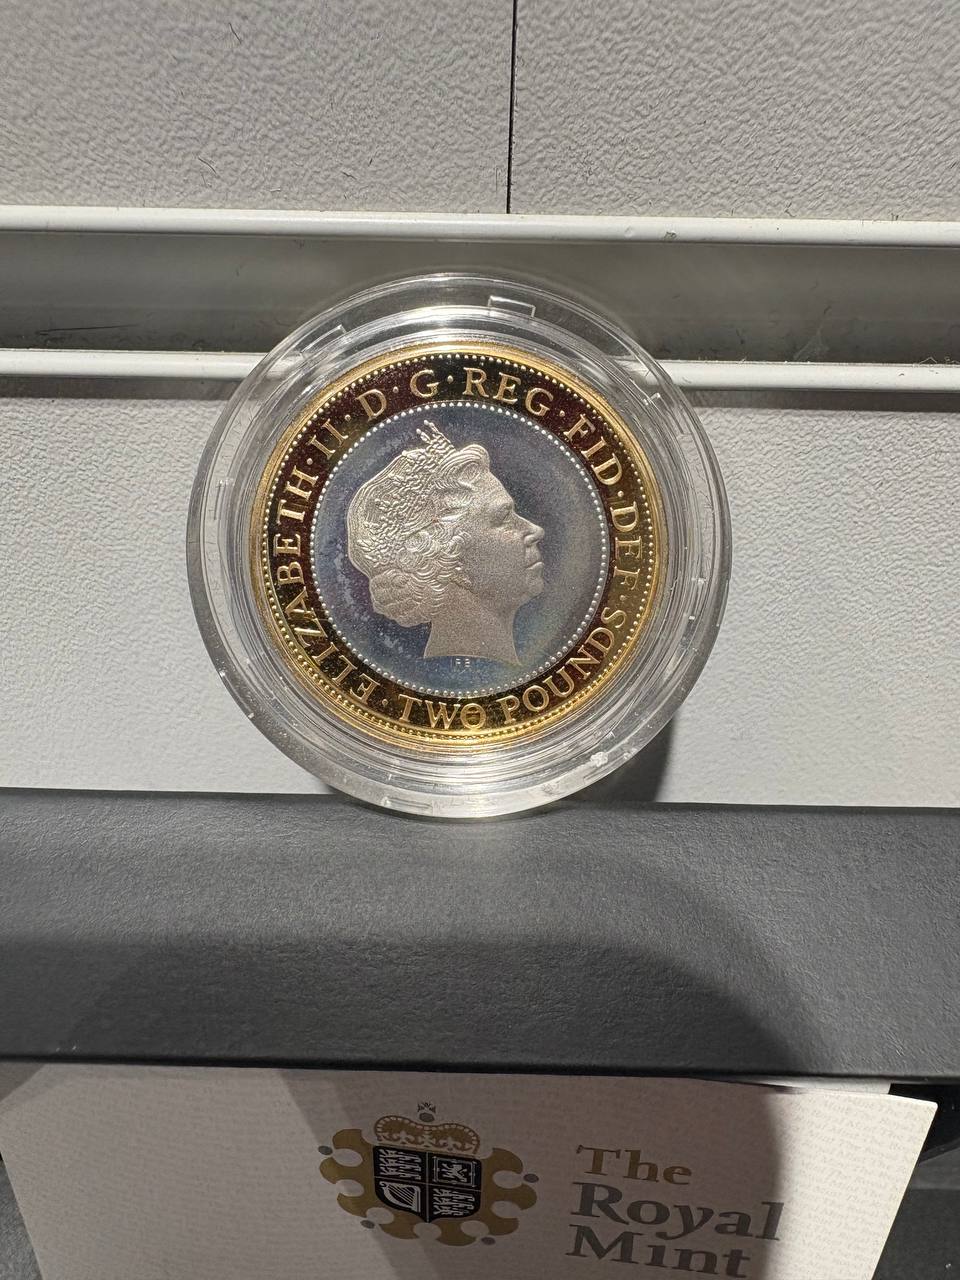 ELIZABETH·II·D·G·REG·FID·DEF·
TWO POUNDS
IRB
The
Royal
Mint